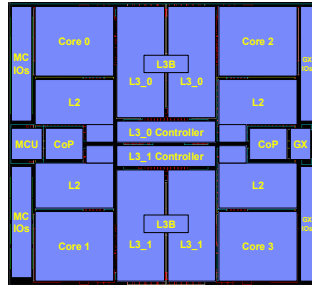 MC
IOs
Core 0
L3B
L3_0 L3_0
Core 2
GX
IOs
L2
L2
L3_0 Controller
MCU
CoP
CoP
GX
L3_1 Controller
MC
IOs
L2
L2
GX
IOs
L3B
Core 1
L3_1 L3_1
Core 3